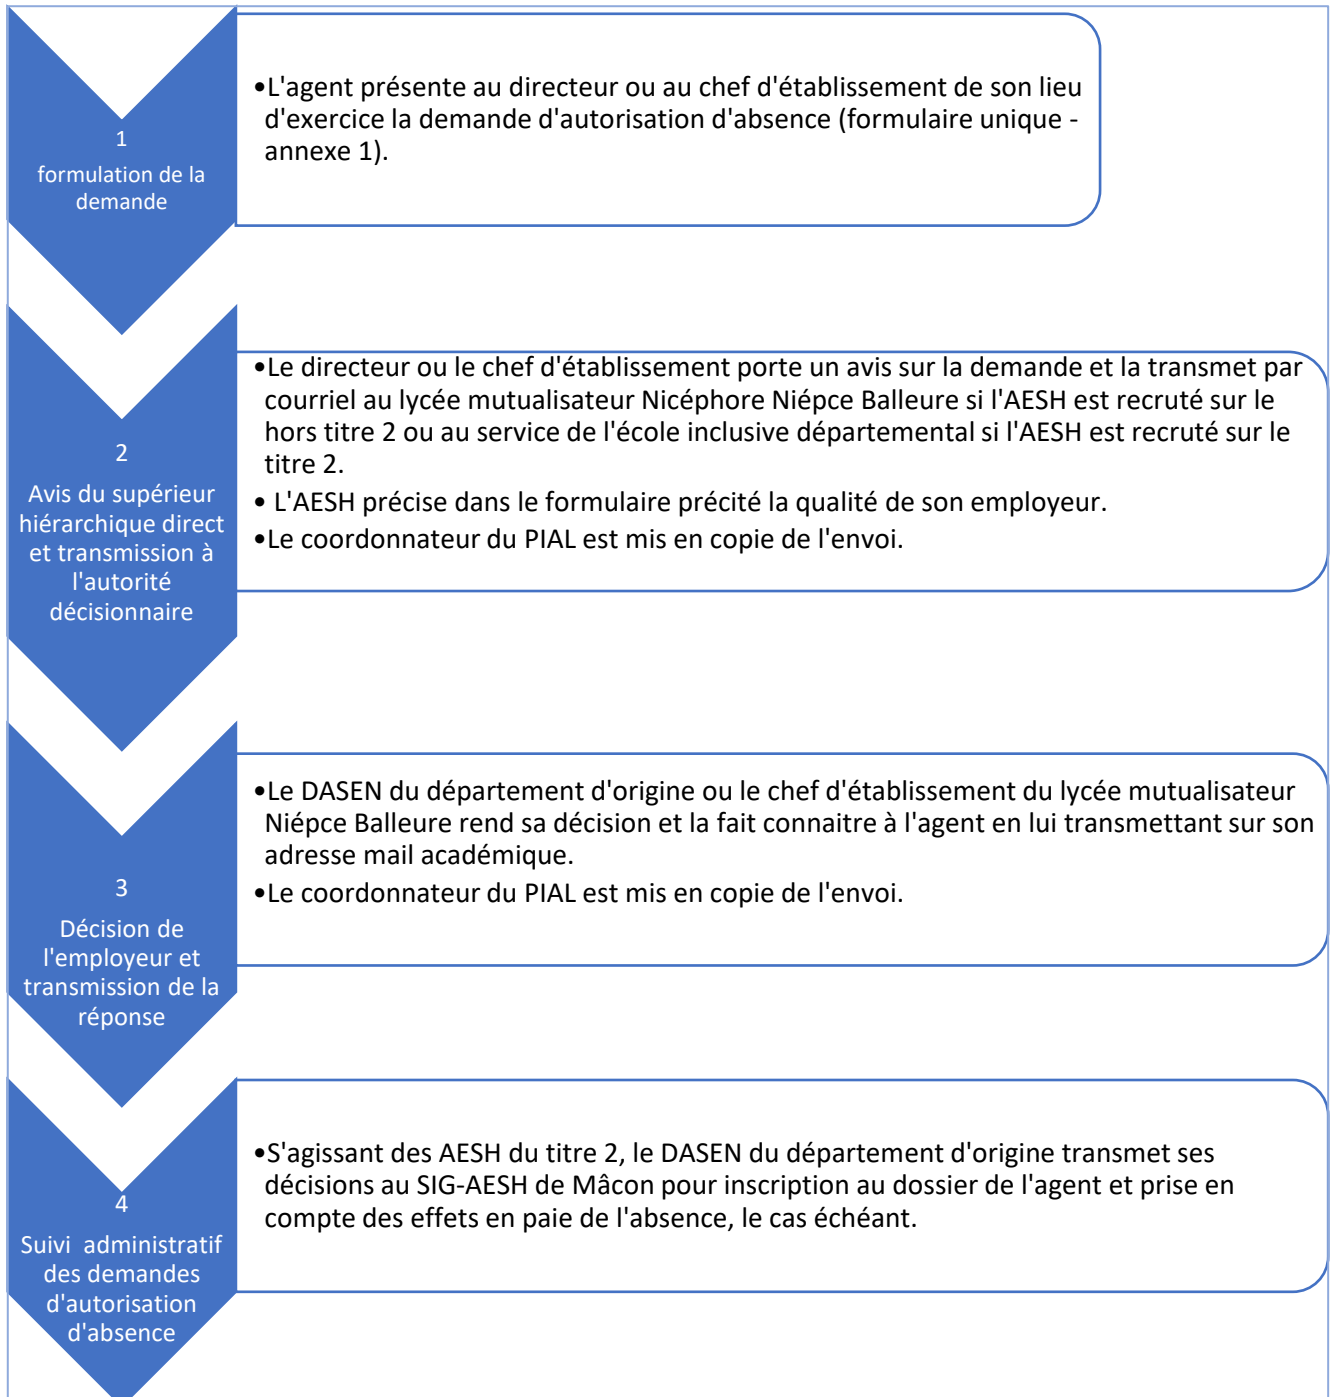 1
formulation de la
demande
•L'agent présente au directeur ou au chef d'établissement de son lieu
d'exercice la demande d'autorisation d'absence (formulaire unique -
annexe 1).
2
Avis du supérieur
hiérarchique direct
et transmission à
l'autorité
décisionnaire
•Le directeur ou le chef d'établissement porte un avis sur la demande et la transmet par
courriel au lycée mutualisateur Nicéphore Niépce Balleure si l'AESH est recruté sur le
hors titre 2 ou au service de l'école inclusive départemental si l'AESH est recruté sur le
titre 2.
• L'AESH précise dans le formulaire précité la qualité de son employeur.
•Le coordonnateur du PIAL est mis en copie de l'envoi.
3
Décision de
l'employeur et
transmission de la
réponse
•Le DASEN du département d'origine ou le chef d'établissement du lycée mutualisateur
Niépce Balleure rend sa décision et la fait connaitre à l'agent en lui transmettant sur son
adresse mail académique.
•Le coordonnateur du PIAL est mis en copie de l'envoi.
4
Suivi administratif
des demandes
d'autorisation
d'absence
•S'agissant des AESH du titre 2, le DASEN du département d'origine transmet ses
décisions au SIG-AESH de Mâcon pour inscription au dossier de l'agent et prise en
compte des effets en paie de l'absence, le cas échéant.